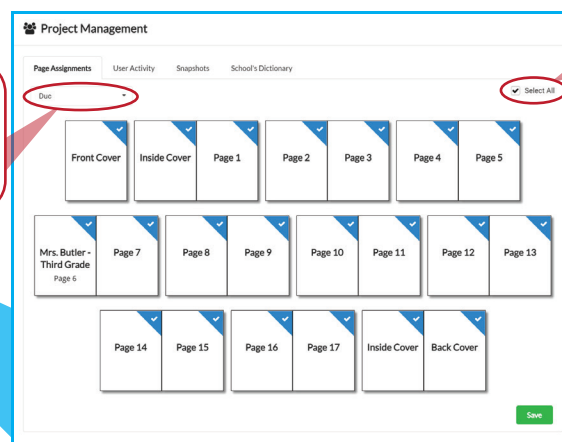 Project Management
Page Assignments User Activity Snapshots School's Dictionary
Duc Select All
Front Cover Inside Cover Page 1 Page 2 Page 3 Page 4 Page 5
Mrs. Butler - Third Grade Page 6 Page 7 Page 8 Page 9 Page 10 Page 11 Page 12 Page 13
Page 14 Page 15 Page 16 Page 17 Inside Cover Back Cover
Save